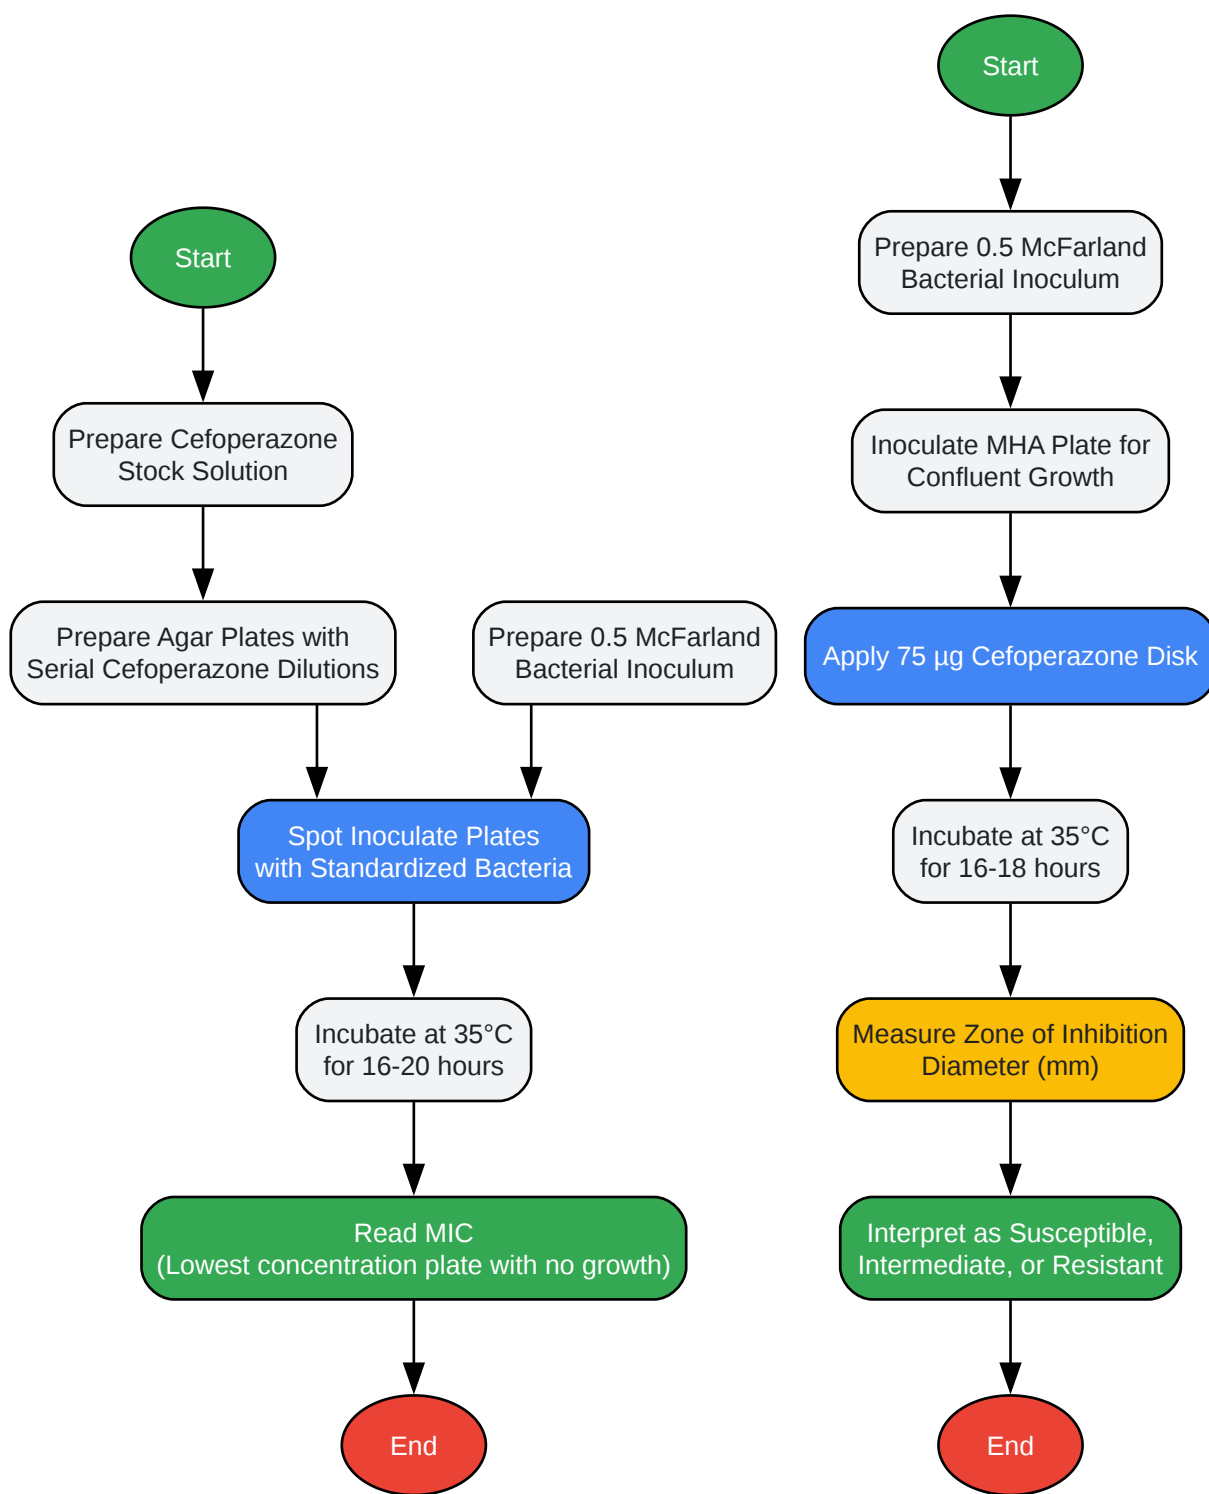 Start
Prepare Cefoperazone
Stock Solution
Prepare Agar Plates with
Serial Cefoperazone Dilutions
Prepare 0.5 McFarland
Bacterial Inoculum
Spot Inoculate Plates
with Standardized Bacteria
Incubate at 35°C
for 16-20 hours
Read MIC
(Lowest concentration plate with no growth)
End
Start
Prepare 0.5 McFarland
Bacterial Inoculum
Inoculate MHA Plate for
Confluent Growth
Apply 75 µg Cefoperazone Disk
Incubate at 35°C
for 16-18 hours
Measure Zone of Inhibition
Diameter (mm)
Interpret as Susceptible,
Intermediate, or Resistant
End